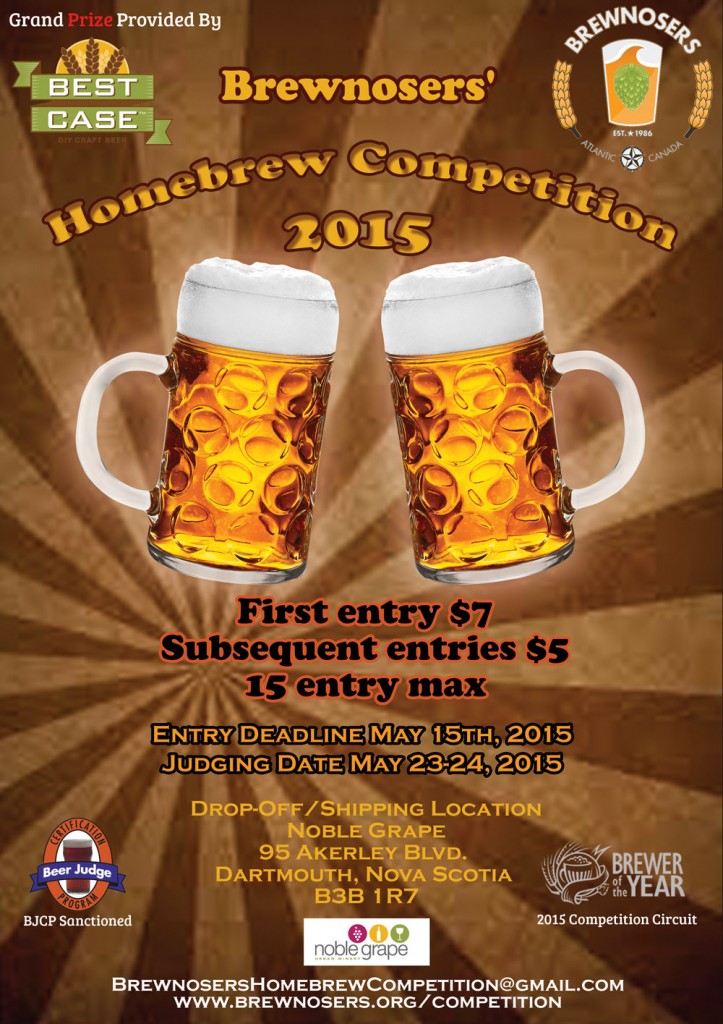 Grand Prize Provided By
BEST
CASE™
DIY CRAFT BEER
BREWNOSERS
EST. ★ 1986
ATLANTIC CANADA
Brewnosers'
Homebrew Competition
2015
First entry $7
Subsequent entries $5
15 entry max
Entry Deadline May 15th, 2015
Judging Date May 23-24, 2015
Drop-Off/Shipping Location
Noble Grape
95 Akerley Blvd.
Dartmouth, Nova Scotia
B3B 1R7
CERTIFICATION
Beer Judge
PROGRAM
BJCP Sanctioned
BREWER
of the YEAR
2015 Competition Circuit
noble grape
URBAN WINERY
BrewnosersHomebrewCompetition@gmail.com
www.brewnosers.org/competition